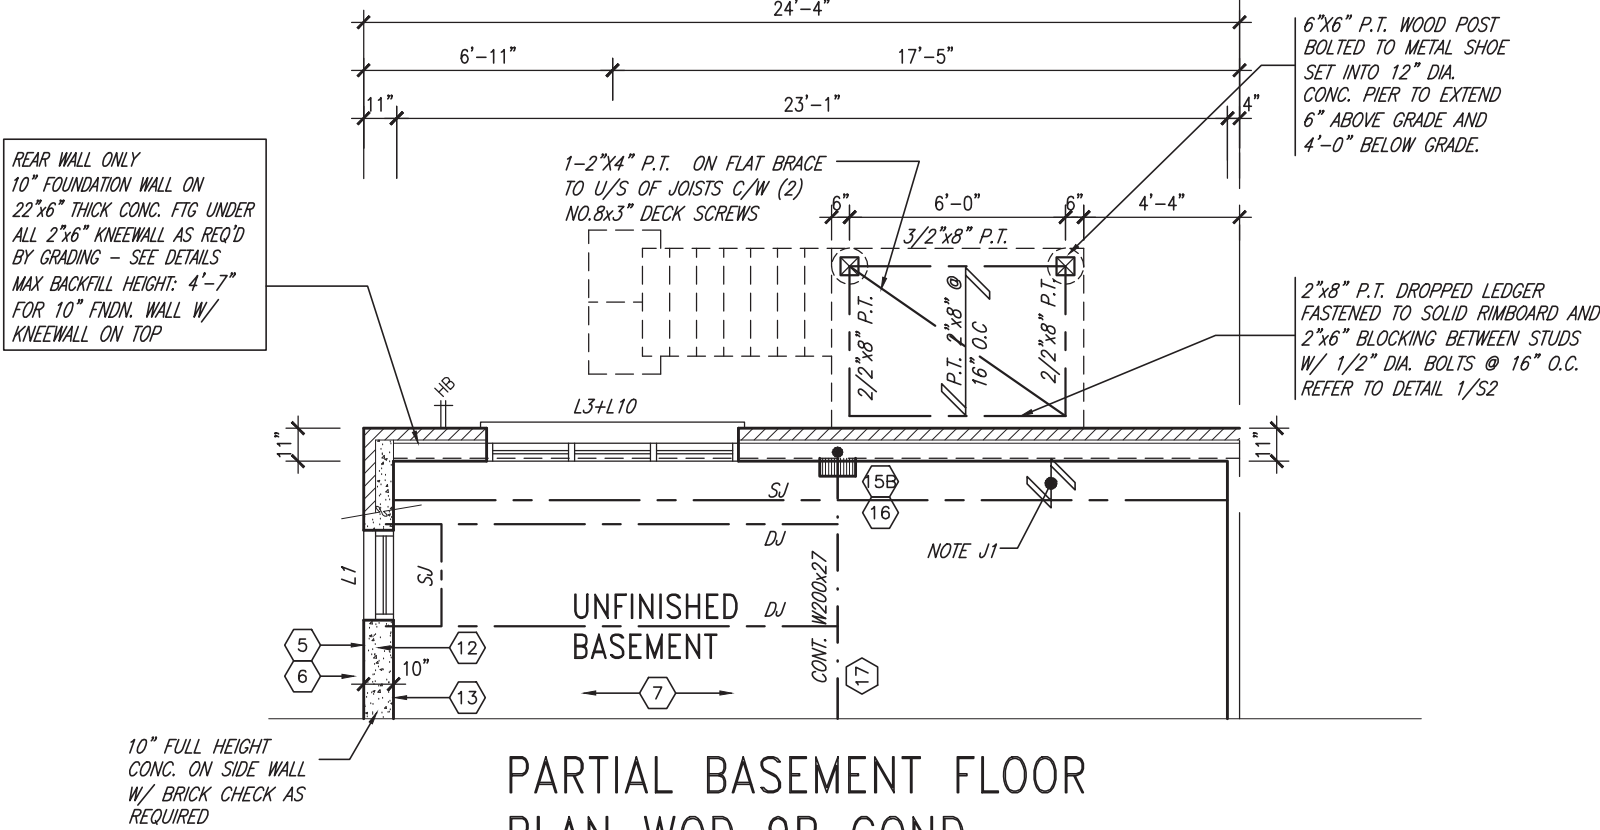 24'-4"
6'-11"
17'-5"
11"
23'-1"
4"
6"X6" P.T. WOOD POST
BOLTED TO METAL SHOE
SET INTO 12" DIA.
CONC. PIER TO EXTEND
6" ABOVE GRADE AND
4'-0" BELOW GRADE.
REAR WALL ONLY
10" FOUNDATION WALL ON
22"x6" THICK CONC. FTG UNDER
ALL 2"x6" KNEEWALL AS REQ'D
BY GRADING – SEE DETAILS
MAX BACKFILL HEIGHT: 4'-7"
FOR 10" FNDN. WALL W/
KNEEWALL ON TOP
1-2"X4" P.T. ON FLAT BRACE
TO U/S OF JOISTS C/W (2)
NO.8x3" DECK SCREWS
6"
6'-0"
6"
4'-4"
3/2"x8" P.T.
2/2"x8" P.T.
P.T. 2"x8" @
16" O.C
2/2"x8" P.T.
2"x8" P.T. DROPPED LEDGER
FASTENED TO SOLID RIMBOARD AND
2"x6" BLOCKING BETWEEN STUDS
W/ 1/2" DIA. BOLTS @ 16" O.C.
REFER TO DETAIL 1/S2
HB
L3+L10
11"
11"
SJ
15B
16
DJ
NOTE J1
L1
SJ
CONT. W200x27
UNFINISHED
BASEMENT
DJ
5
6
12
10"
13
7
17
10" FULL HEIGHT
CONC. ON SIDE WALL
W/ BRICK CHECK AS
REQUIRED
PARTIAL BASEMENT FLOOR
PLAN WOD OR COND